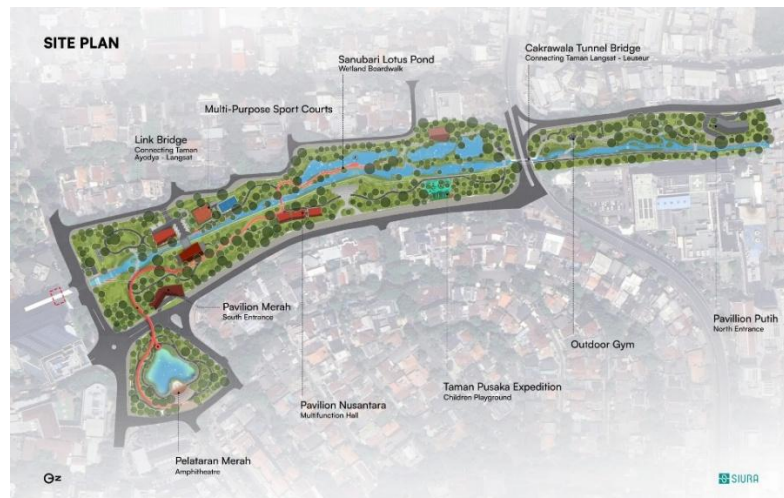 SITE PLAN
Sanubari Lotus Pond
Wetland Boardwalk
Cakrawala Tunnel Bridge
Connecting Taman Langsat - Leuseur
Multi-Purpose Sport Courts
Link Bridge
Connecting Taman
Ayodya - Langsat
Pavilion Merah
South Entrance
Pavillion Putih
North Entrance
Outdoor Gym
Taman Pusaka Expedition
Children Playground
Pavilion Nusantara
Multifunction Hall
Pelataran Merah
Amphitheatre
SIURA